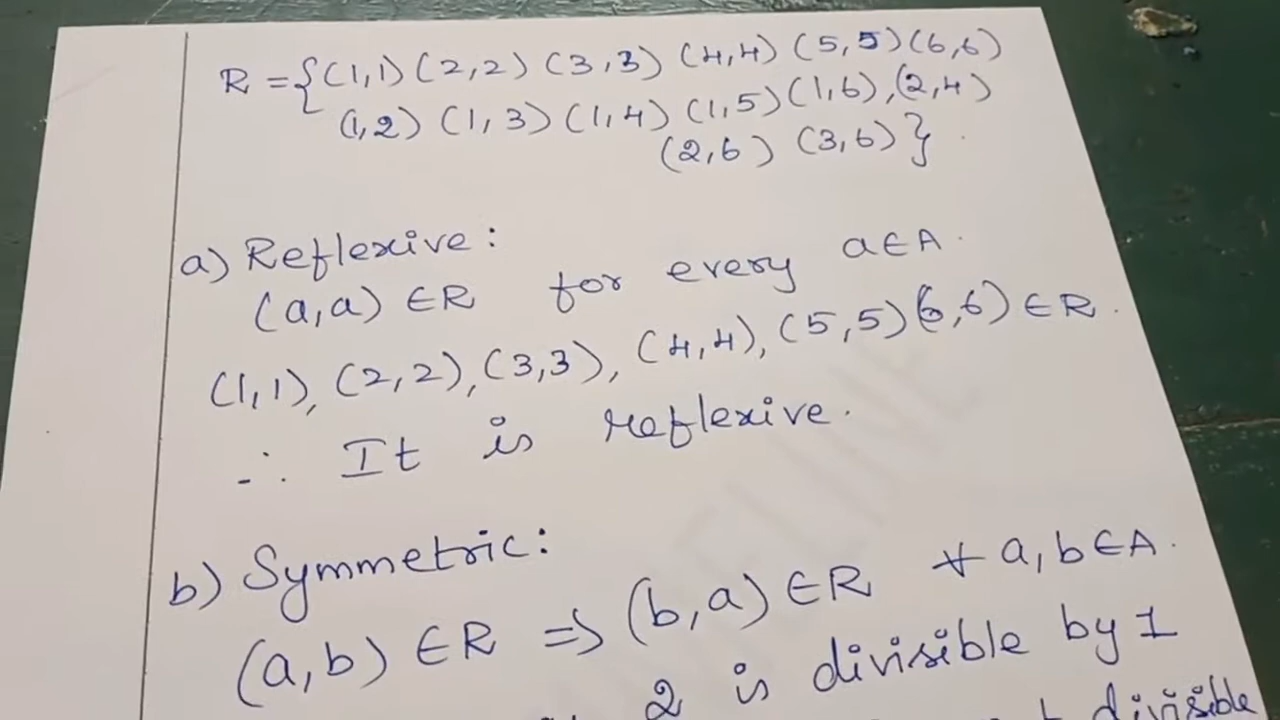 R = {(1,1) (2,2) (3,3) (4,4) (5,5) (6,6)
(1,2) (1,3) (1,4) (1,5) (1,6), (2,4)
(2,6) (3,6)}.
a) Reflexive:
(a,a) ∈R for every a∈A.
(1,1), (2,2), (3,3), (4,4), (5,5) (6,6) ∈R.
∴ It is reflexive.
b) Symmetric:
(a,b) ∈R ⇒ (b,a) ∈R ∀ a,b∈A.
2 is divisible by 1
divisible